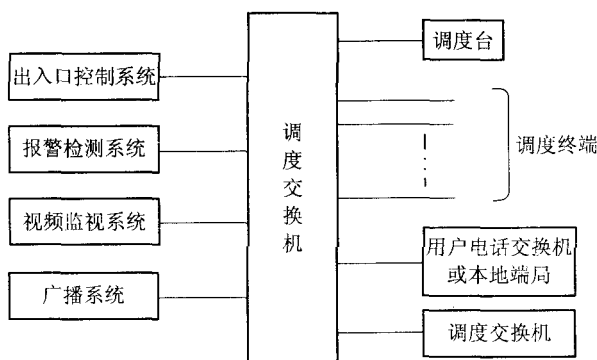 出入口控制系统
报警检测系统
视频监视系统
广播系统
调度交换机
调度台
调度终端
用户电话交换机
或本地端局
调度交换机